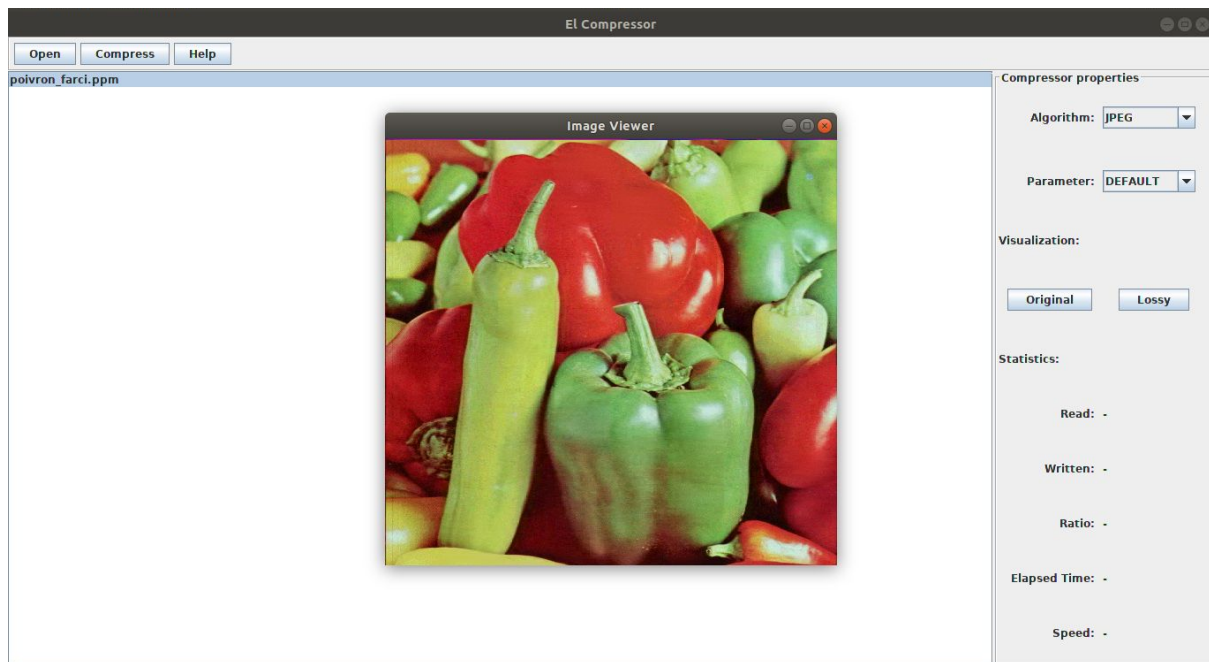 El Compressor
Open Compress Help
poivron_farci.ppm
Image Viewer
Compressor properties
Algorithm: JPEG
Parameter: DEFAULT
Visualization:
Original Lossy
Statistics:
Read: -
Written: -
Ratio: -
Elapsed Time: -
Speed: -